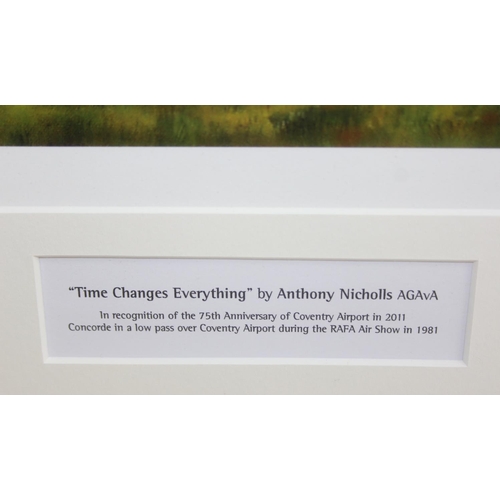 “Time Changes Everything” by Anthony Nicholls AGAvA
In recognition of the 75th Anniversary of Coventry Airport in 2011
Concorde in a low pass over Coventry Airport during the RAFA Air Show in 1981